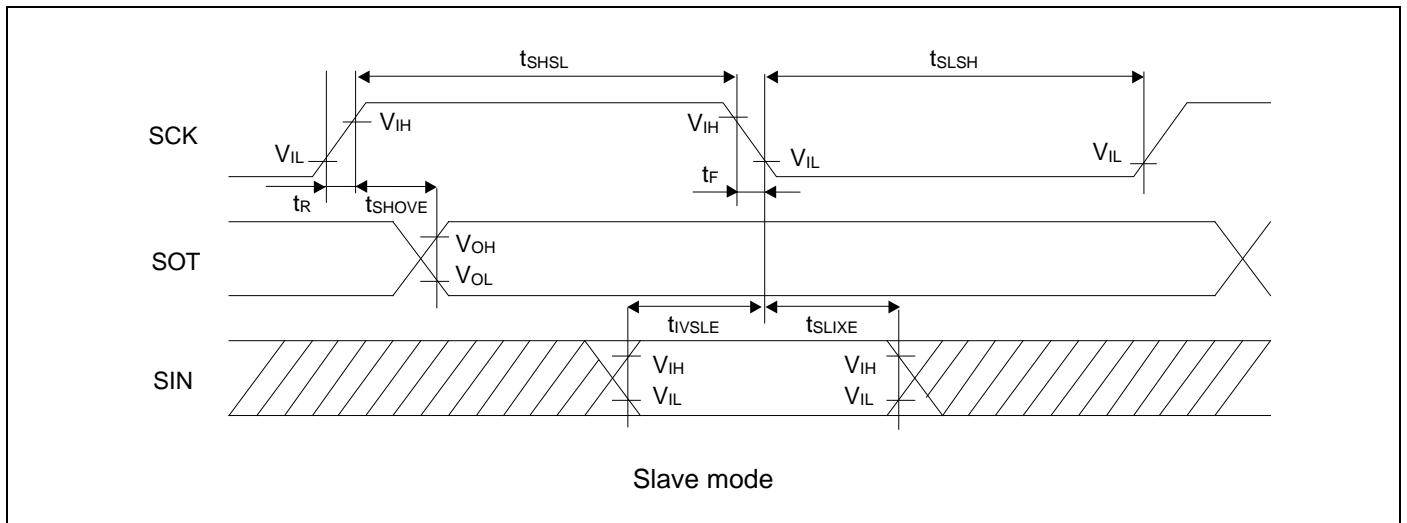 tSHSL
tSLSH
SCK
VIH
VIH
VIL
VIL
VIL
tF
tR
tSHOVE
SOT
VOH
VOL
tIVSLE
tSLIXE
SIN
VIH
VIH
VIL
VIL
Slave mode